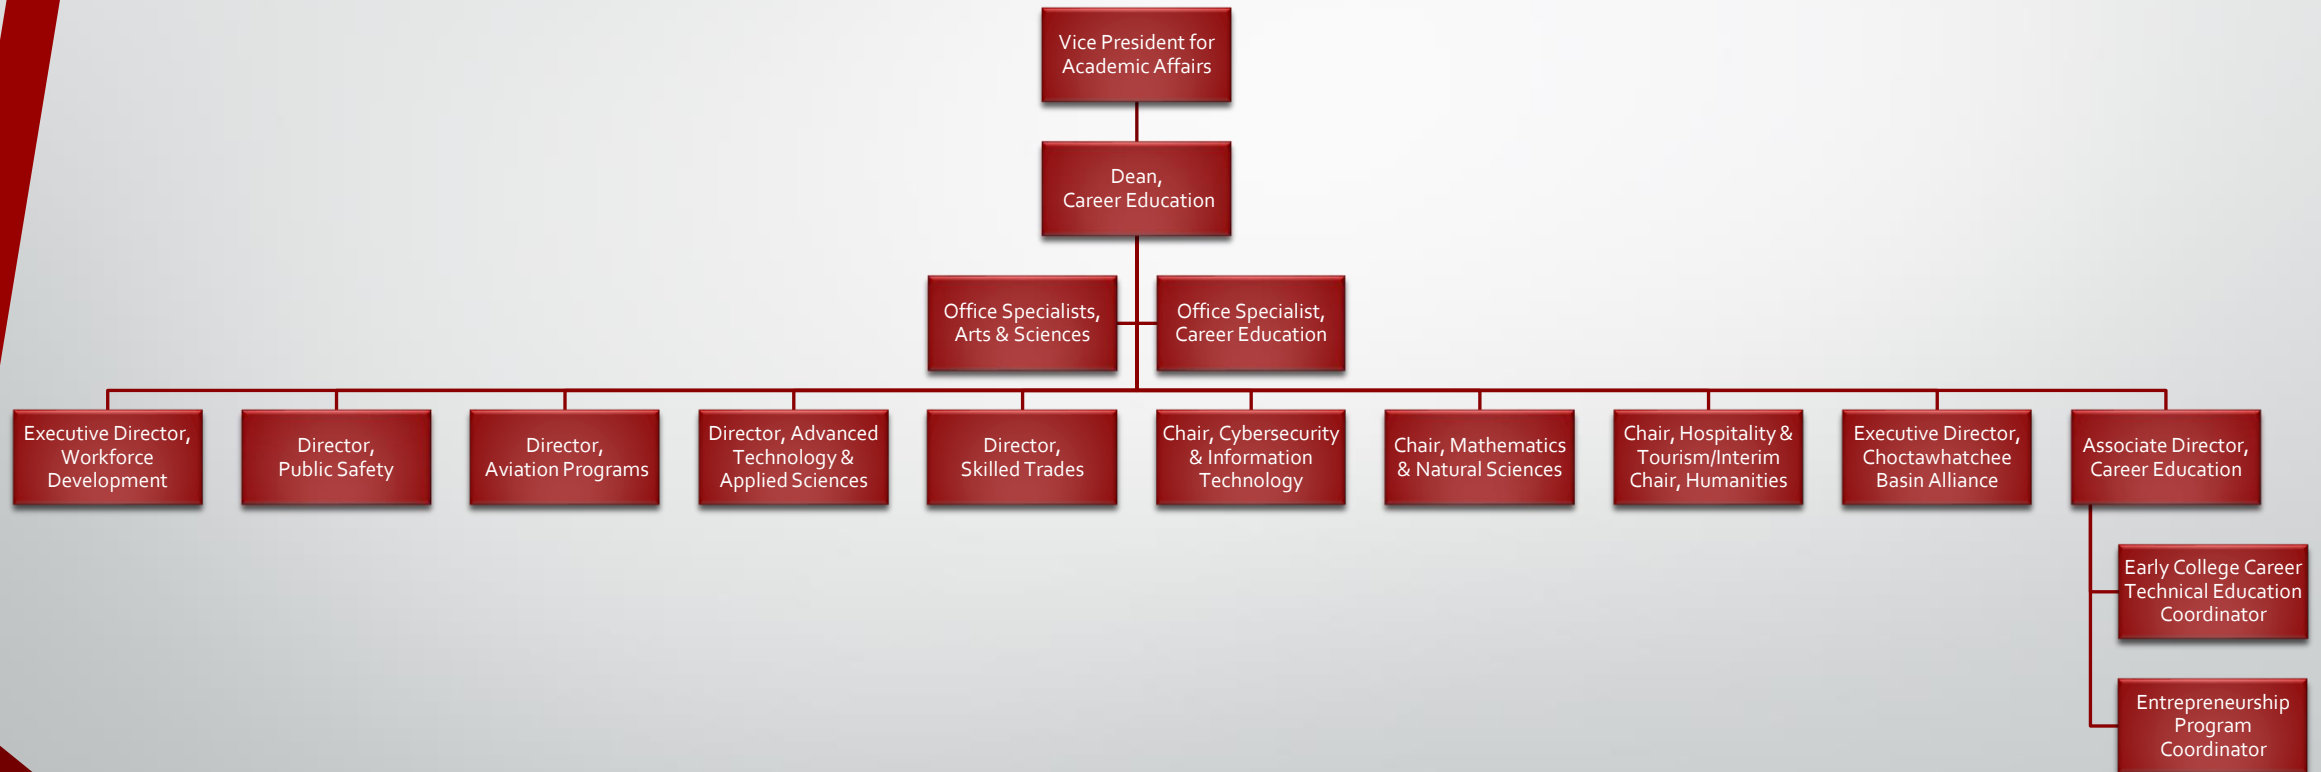 Vice President for
Academic Affairs
Dean,
Career Education
Office Specialists,
Arts & Sciences
Office Specialist,
Career Education
Executive Director,
Workforce
Development
Director,
Public Safety
Director,
Aviation Programs
Director, Advanced
Technology &
Applied Sciences
Director,
Skilled Trades
Chair, Cybersecurity
& Information
Technology
Chair, Mathematics
& Natural Sciences
Chair, Hospitality &
Tourism/Interim
Chair, Humanities
Executive Director,
Choctawhatchee
Basin Alliance
Associate Director,
Career Education
Early College Career
Technical Education
Coordinator
Entrepreneurship
Program
Coordinator